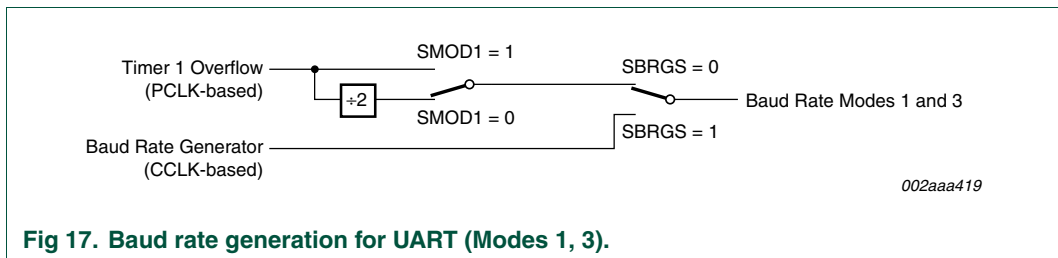 SMOD1 = 1
Timer 1 Overflow
(PCLK-based)
÷2
SMOD1 = 0
SBRGS = 0
Baud Rate Modes 1 and 3
SBRGS = 1
Baud Rate Generator
(CCLK-based)
002aaa419
Fig 17. Baud rate generation for UART (Modes 1, 3).